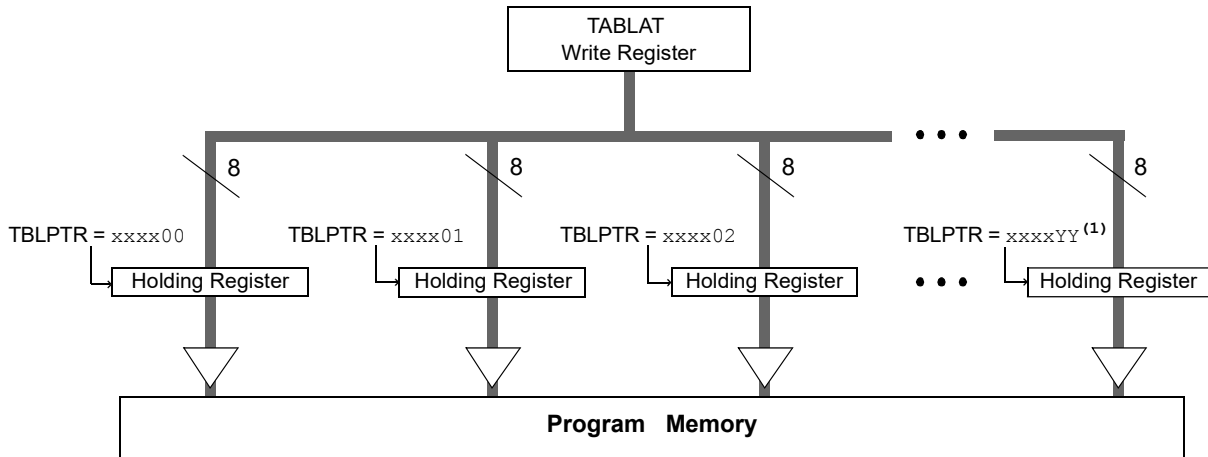 TABLAT
Write Register
8 8 8 8
TBLPTR = xxxx00 TBLPTR = xxxx01 TBLPTR = xxxx02 TBLPTR = xxxxYY(1)
Holding Register Holding Register Holding Register Holding Register
Program Memory